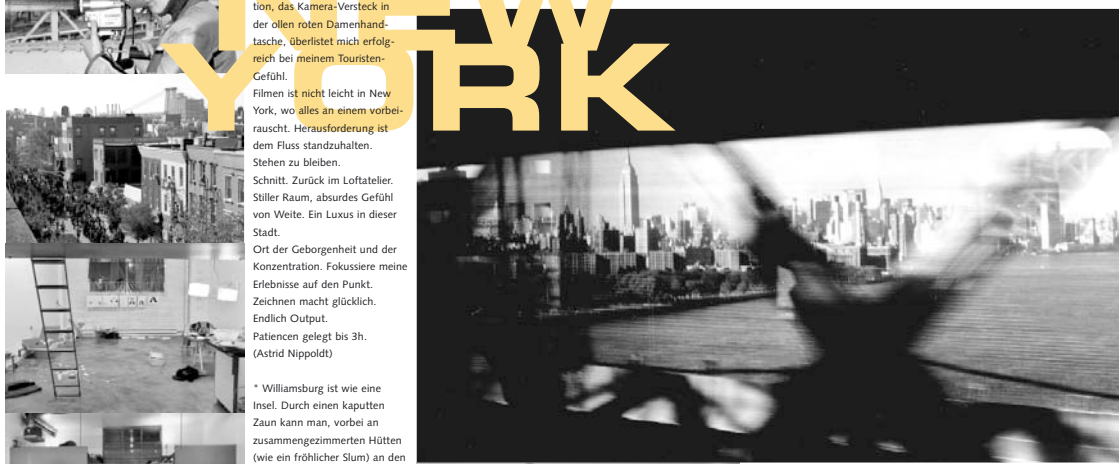 NEW
YORK
tion, das Kamera-Versteck in
der ollen roten Damenhand-
tasche, überlistet mich erfolg-
reich bei meinem Touristen-
Gefühl.
Filmen ist nicht leicht in New
York, wo alles an einem vorbei-
rauscht. Herausforderung ist
dem Fluss standzuhalten.
Stehen zu bleiben.
Schnitt. Zurück im Loftatelier.
Stiller Raum, absurdes Gefühl
von Weite. Ein Luxus in dieser
Stadt.
Ort der Geborgenheit und der
Konzentration. Fokussiere meine
Erlebnisse auf den Punkt.
Zeichnen macht glücklich.
Endlich Output.
Patiencen gelegt bis 3h.
(Astrid Nippoldt)
* Williamsburg ist wie eine
Insel. Durch einen kaputten
Zaun kann man, vorbei an
zusammengezimmerten Hütten
(wie ein fröhlicher Slum) an den